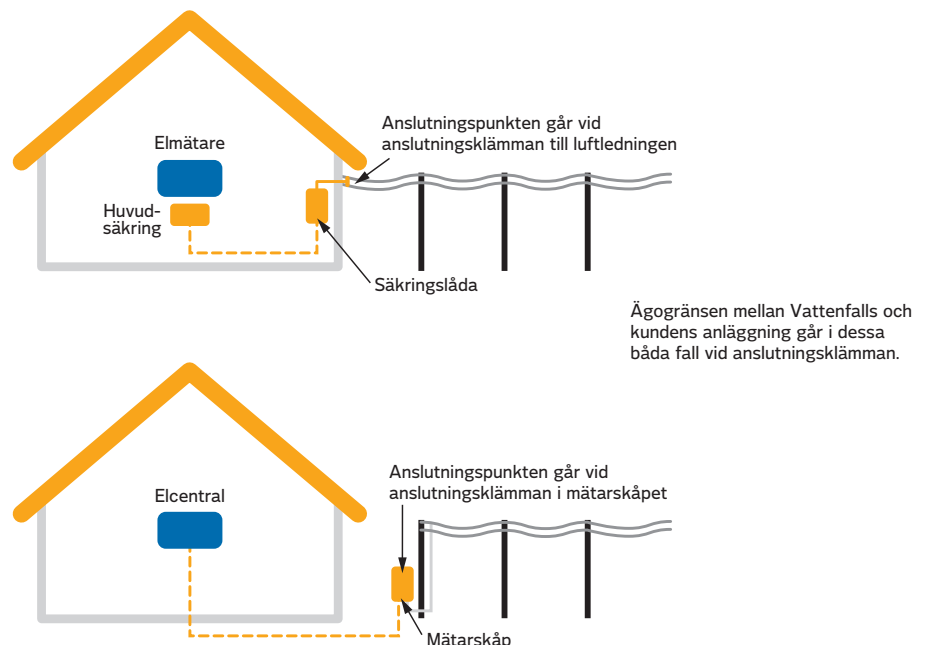 Anslutningspunkten går vid
anslutningsklämman till luftledningen
Elmätare
Huvud-
säkring
Säkringslåda
Ägogränsen mellan Vattenfalls och
kundens anläggning går i dessa
båda fall vid anslutningsklämman.
Anslutningspunkten går vid
anslutningsklämman i mätarskåpet
Elcentral
Mätarskåp